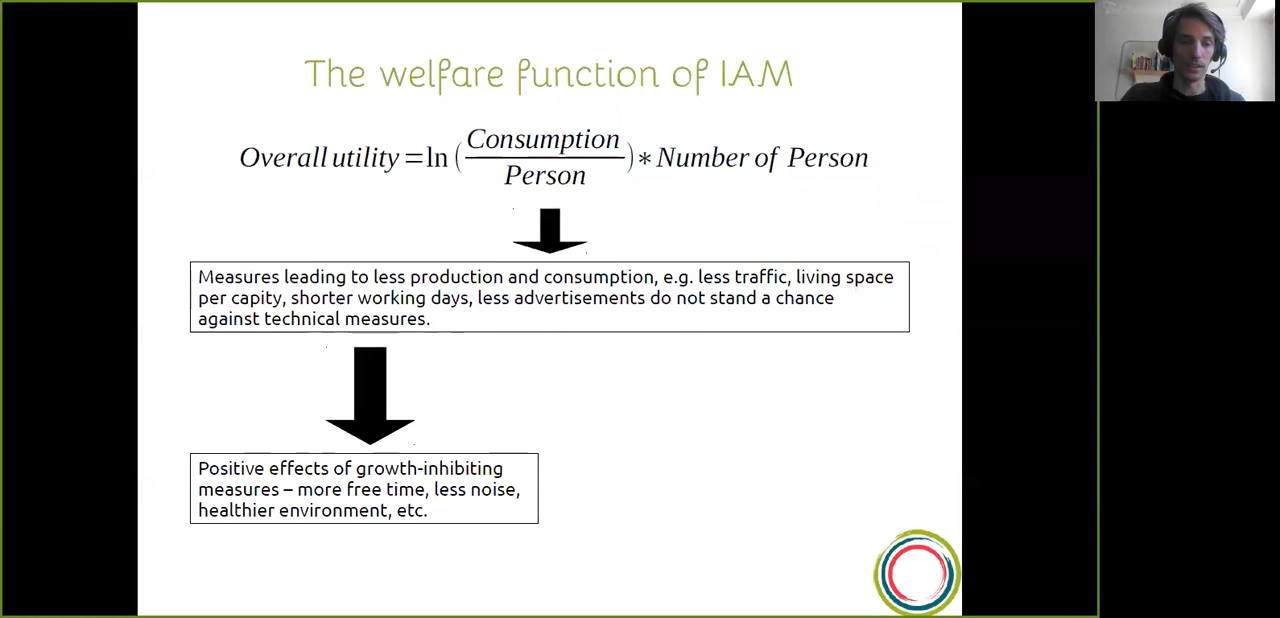 The welfare function of IAM
Overall utility = ln ( Consumption / Person ) * Number of Person
Measures leading to less production and consumption, e.g. less traffic, living space
per capity, shorter working days, less advertisements do not stand a chance
against technical measures.
Positive effects of growth-inhibiting
measures – more free time, less noise,
healthier environment, etc.